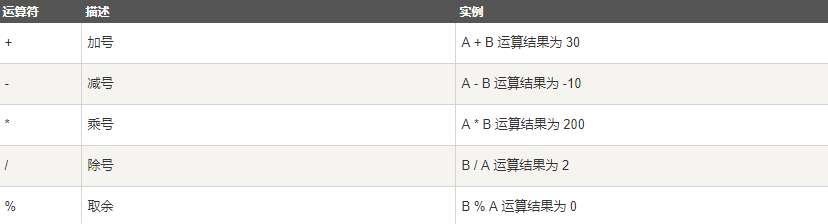 运算符 描述 实例
+ 加号 A + B 运算结果为 30
- 减号 A - B 运算结果为 -10
* 乘号 A * B 运算结果为 200
/ 除号 B / A 运算结果为 2
% 取余 B % A 运算结果为 0